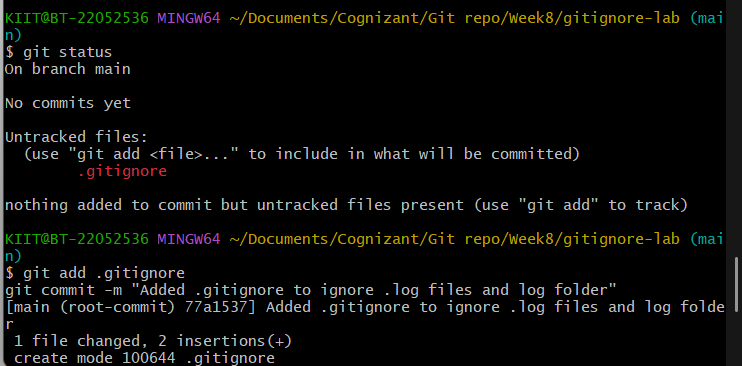 KIIT@BT-22052536 MINGW64 ~/Documents/Cognizant/Git repo/Week8/gitignore-lab (mai
n)
$ git status
On branch main
No commits yet
Untracked files:
  (use "git add <file>..." to include in what will be committed)
        .gitignore
nothing added to commit but untracked files present (use "git add" to track)
KIIT@BT-22052536 MINGW64 ~/Documents/Cognizant/Git repo/Week8/gitignore-lab (mai
n)
$ git add .gitignore
git commit -m "Added .gitignore to ignore .log files and log folder"
[main (root-commit) 77a1537] Added .gitignore to ignore .log files and log folde
r
 1 file changed, 2 insertions(+)
 create mode 100644 .gitignore